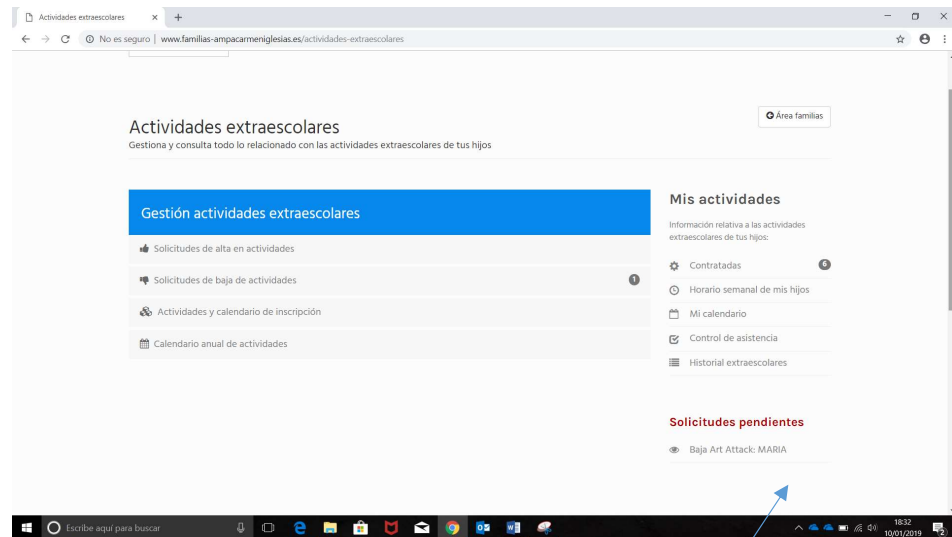 Actividades extraescolares
No es seguro | www.familias-ampacarmeniglesias.es/actividades-extraescolares
Área familias
Actividades extraescolares
Gestiona y consulta todo lo relacionado con las actividades extraescolares de tus hijos
Gestión actividades extraescolares
Solicitudes de alta en actividades
Solicitudes de baja de actividades 1
Actividades y calendario de inscripción
Calendario anual de actividades
Mis actividades
Información relativa a las actividades
extraescolares de tus hijos:
Contratadas 6
Horario semanal de mis hijos
Mi calendario
Control de asistencia
Historial extraescolares
Solicitudes pendientes
Baja Art Attack: MARIA
Escribe aquí para buscar
18:32
10/01/2019